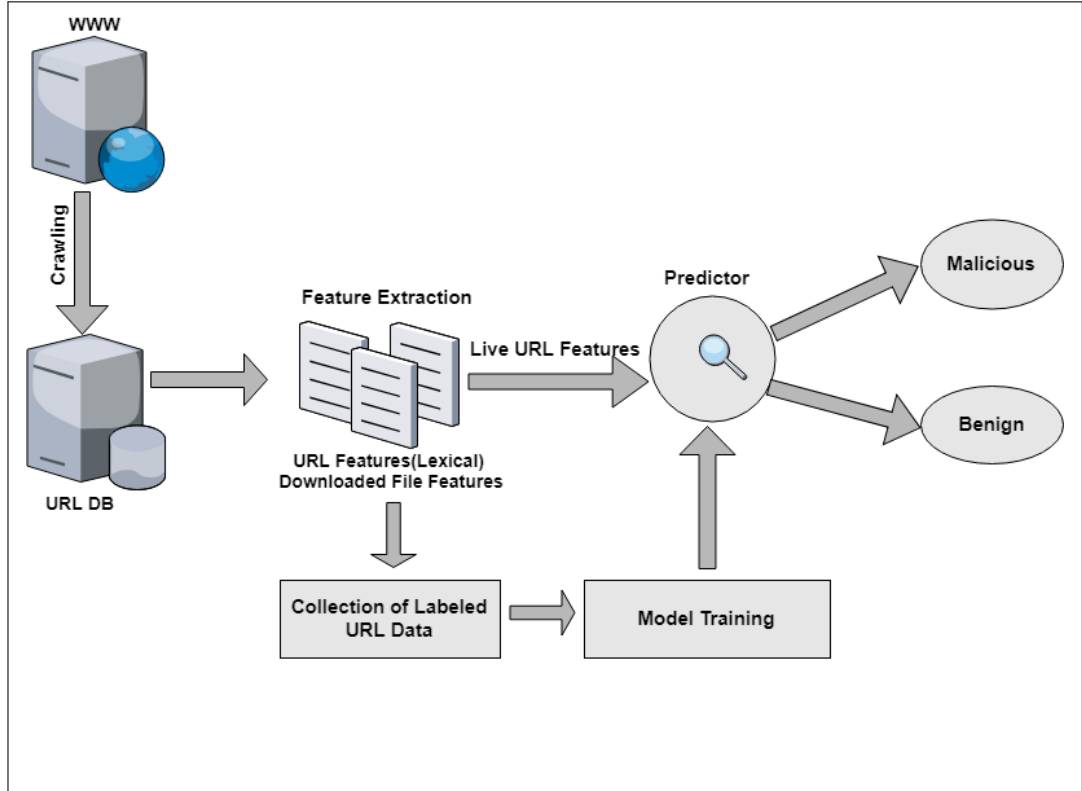 WWW
Crawling
URL DB
Feature Extraction
URL Features(Lexical)
Downloaded File Features
Live URL Features
Predictor
Malicious
Benign
Collection of Labeled
URL Data
Model Training